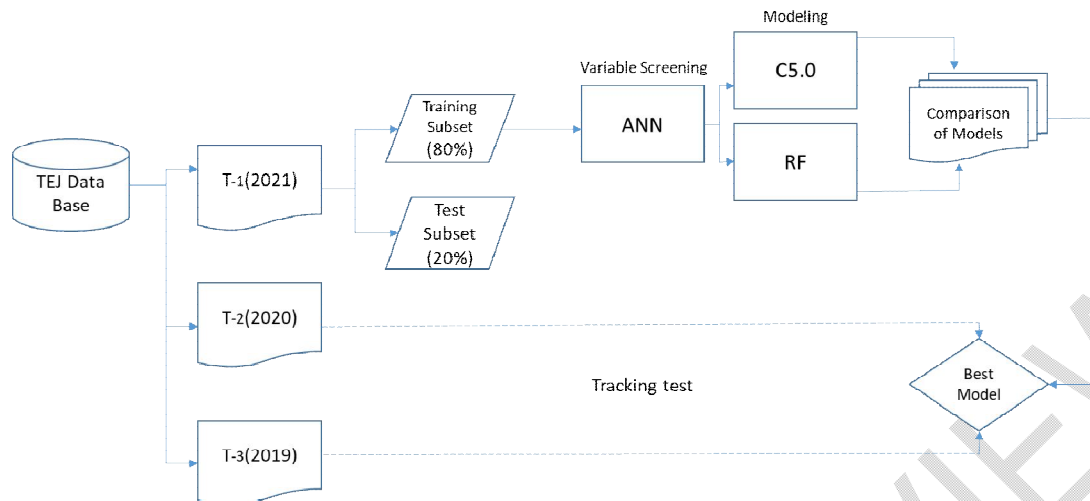 Modeling
Variable Screening
C5.0
Training
Subset
(80%)
ANN
Comparison
of Models
RF
TEJ Data
Base
T-1(2021)
Test
Subset
(20%)
T-2(2020)
Tracking test
Best
Model
T-3(2019)